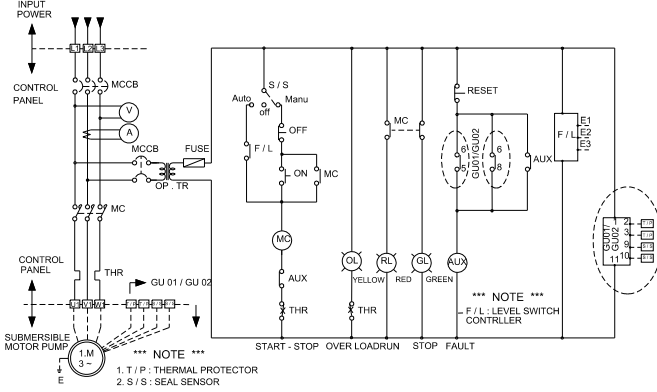 INPUT
POWER
L1 L2 L3
CONTROL
PANEL
MCCB
V
A
MCCB
FUSE
OP . TR
MC
CONTROL
PANEL
THR
GU 01 / GU 02
SUBMERSIBLE
MOTOR PUMP
1.M
3 ~
E
*** NOTE ***
1. T / P : THERMAL PROTECTOR
2. S / S : SEAL SENSOR
S / S
Auto
off
Manu
OFF
F / L
ON
MC
MC
AUX
THR
START - STOP
OL
YELLOW
THR
OVER LOAD
MC
RL
RED
RUN
GL
GREEN
STOP
RESET
GU01/GU02
6
5
6
8
AUX
AUX
FAULT
F / L
E1
E2
E3
*** NOTE ***
F / L : LEVEL SWITCH
CONTRLLER
GU01/
GU02
1
2
3
9
10
11
T / P
T / P
S / S
S / S